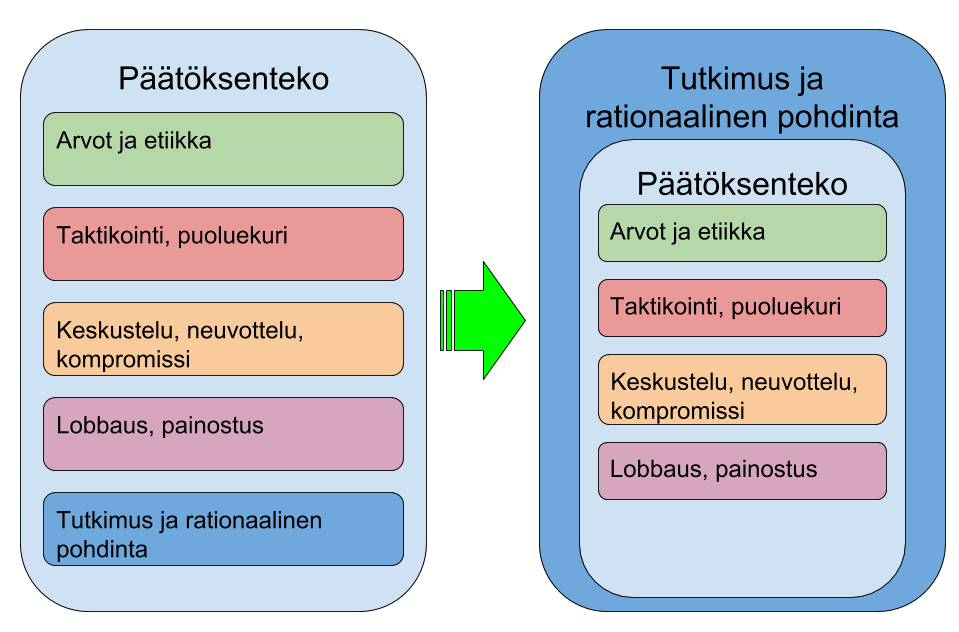 Päätöksenteko
Arvot ja etiikka
Taktikointi, puoluekuri
Keskustelu, neuvottelu,
kompromissi
Lobbaus, painostus
Tutkimus ja rationaalinen
pohdinta
Tutkimus ja
rationaalinen pohdinta
Päätöksenteko
Arvot ja etiikka
Taktikointi, puoluekuri
Keskustelu, neuvottelu,
kompromissi
Lobbaus, painostus